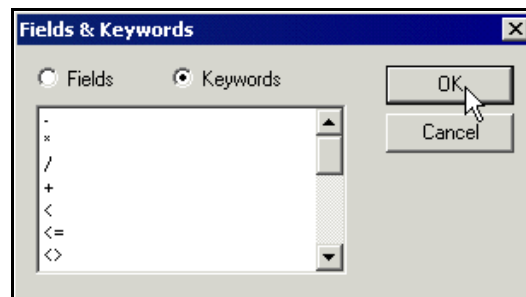 Fields & Keywords
Fields Keywords
OK
Cancel
-
*
/
+
<
<=
<>